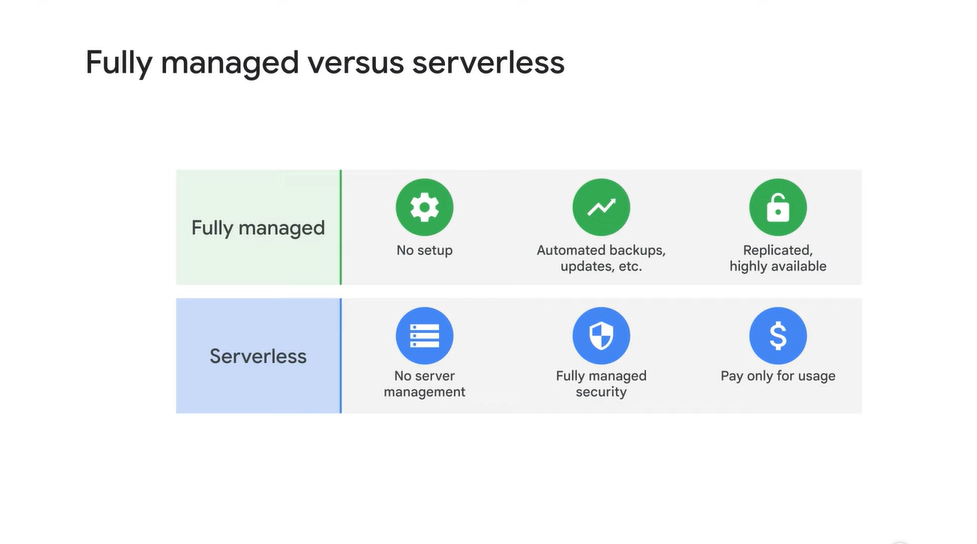 Fully managed versus serverless
Fully managed
No setup
Automated backups,
updates, etc.
Replicated,
highly available
Serverless
No server
management
Fully managed
security
Pay only for usage